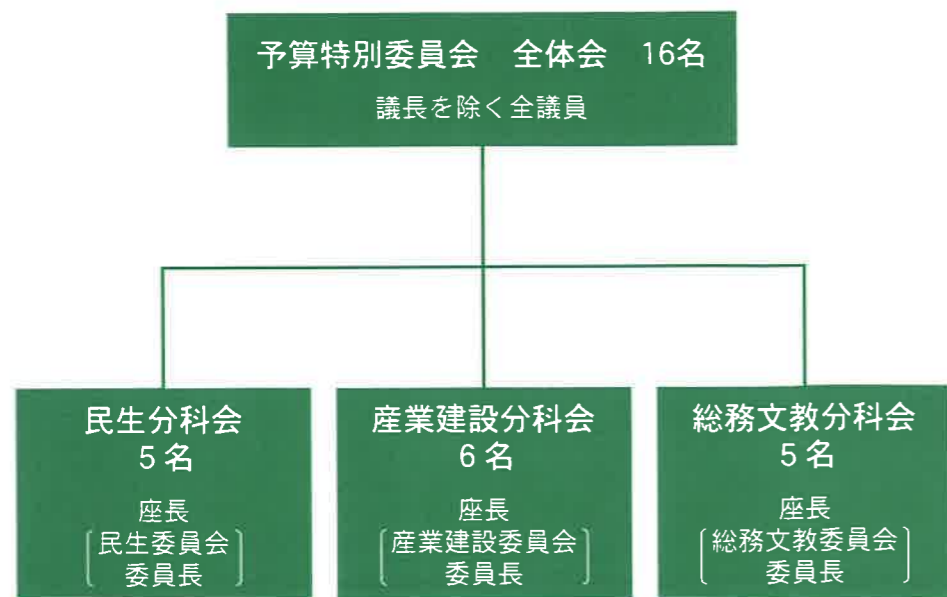 予算特別委員会　全体会　16名
議長を除く全議員
民生分科会
5名
座長
民生委員会
委員長
産業建設分科会
6名
座長
産業建設委員会
委員長
総務文教分科会
5名
座長
総務文教委員会
委員長